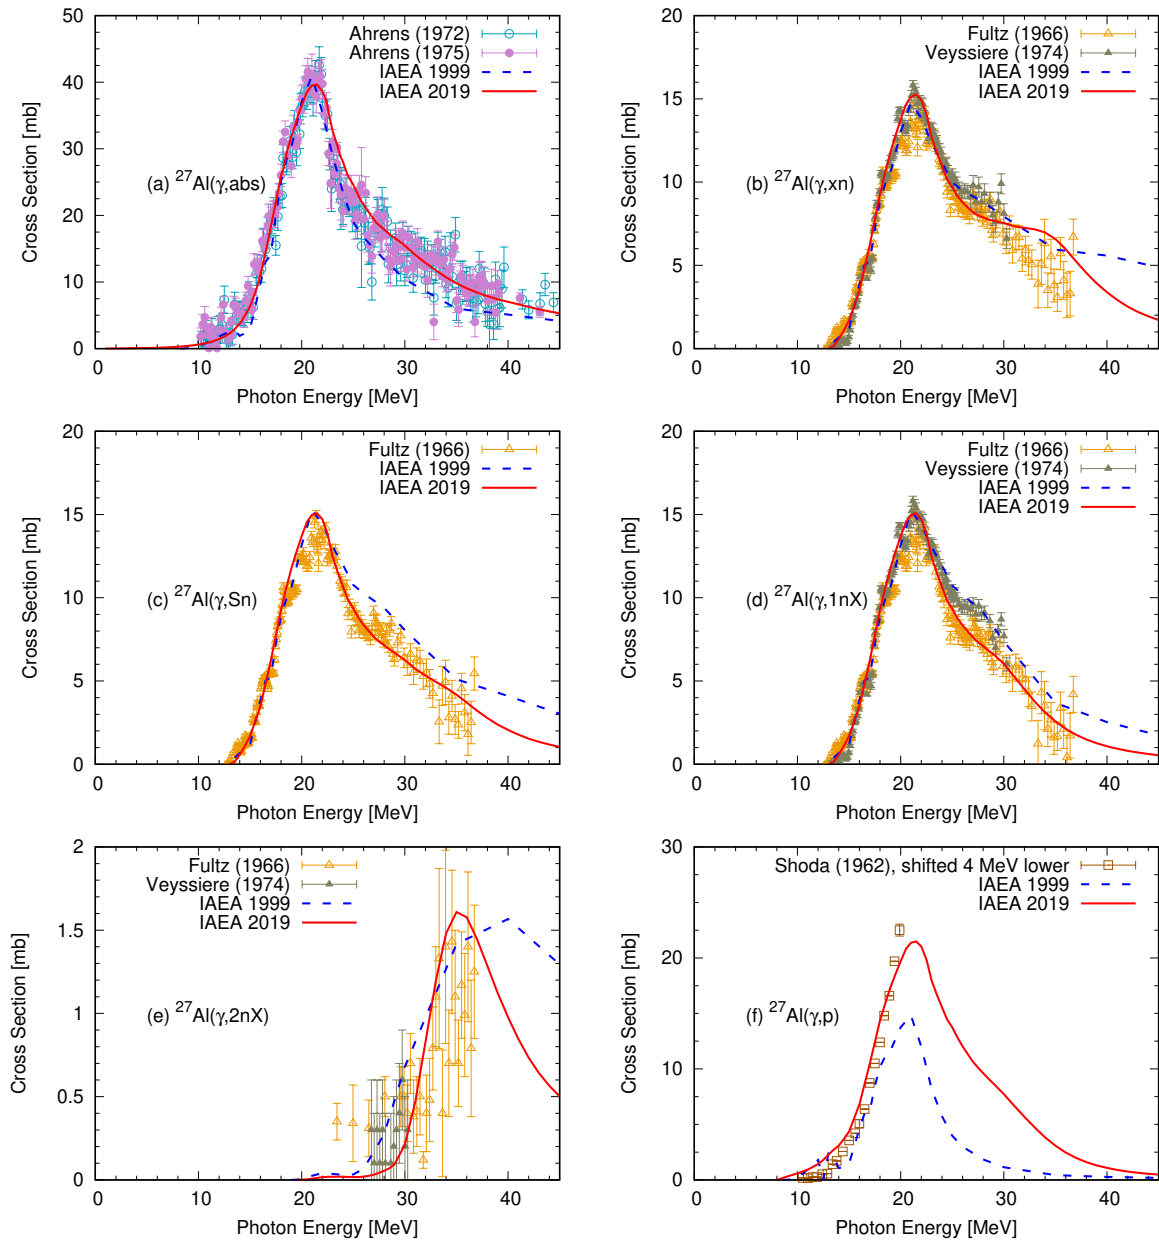 Ahrens (1972)
Ahrens (1975)
IAEA 1999
IAEA 2019
(a) ²⁷Al(γ,abs)
Cross Section [mb]
Photon Energy [MeV]
0
10
20
30
40
50
0
10
20
30
40
Fultz (1966)
Veyssiere (1974)
IAEA 1999
IAEA 2019
(b) ²⁷Al(γ,xn)
Cross Section [mb]
Photon Energy [MeV]
0
5
10
15
20
0
10
20
30
40
Fultz (1966)
IAEA 1999
IAEA 2019
(c) ²⁷Al(γ,Sn)
Cross Section [mb]
Photon Energy [MeV]
0
5
10
15
20
0
10
20
30
40
Fultz (1966)
Veyssiere (1974)
IAEA 1999
IAEA 2019
(d) ²⁷Al(γ,1nX)
Cross Section [mb]
Photon Energy [MeV]
0
5
10
15
20
0
10
20
30
40
Fultz (1966)
Veyssiere (1974)
IAEA 1999
IAEA 2019
(e) ²⁷Al(γ,2nX)
Cross Section [mb]
Photon Energy [MeV]
0
0.5
1
1.5
2
0
10
20
30
40
Shoda (1962), shifted 4 MeV lower
IAEA 1999
IAEA 2019
(f) ²⁷Al(γ,p)
Cross Section [mb]
Photon Energy [MeV]
0
10
20
30
0
10
20
30
40